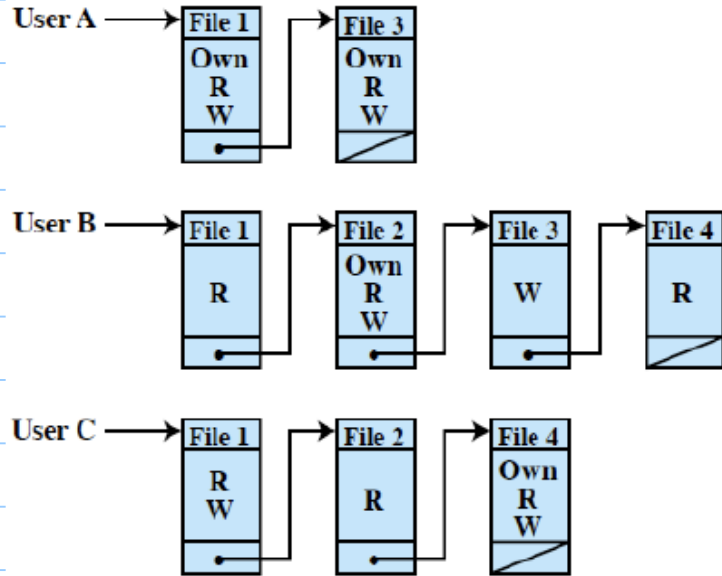 User A File 1 File 3
Own Own
R R
W W
User B File 1 File 2 File 3 File 4
R Own R W W R
User C File 1 File 2 File 4
R W R Own R W